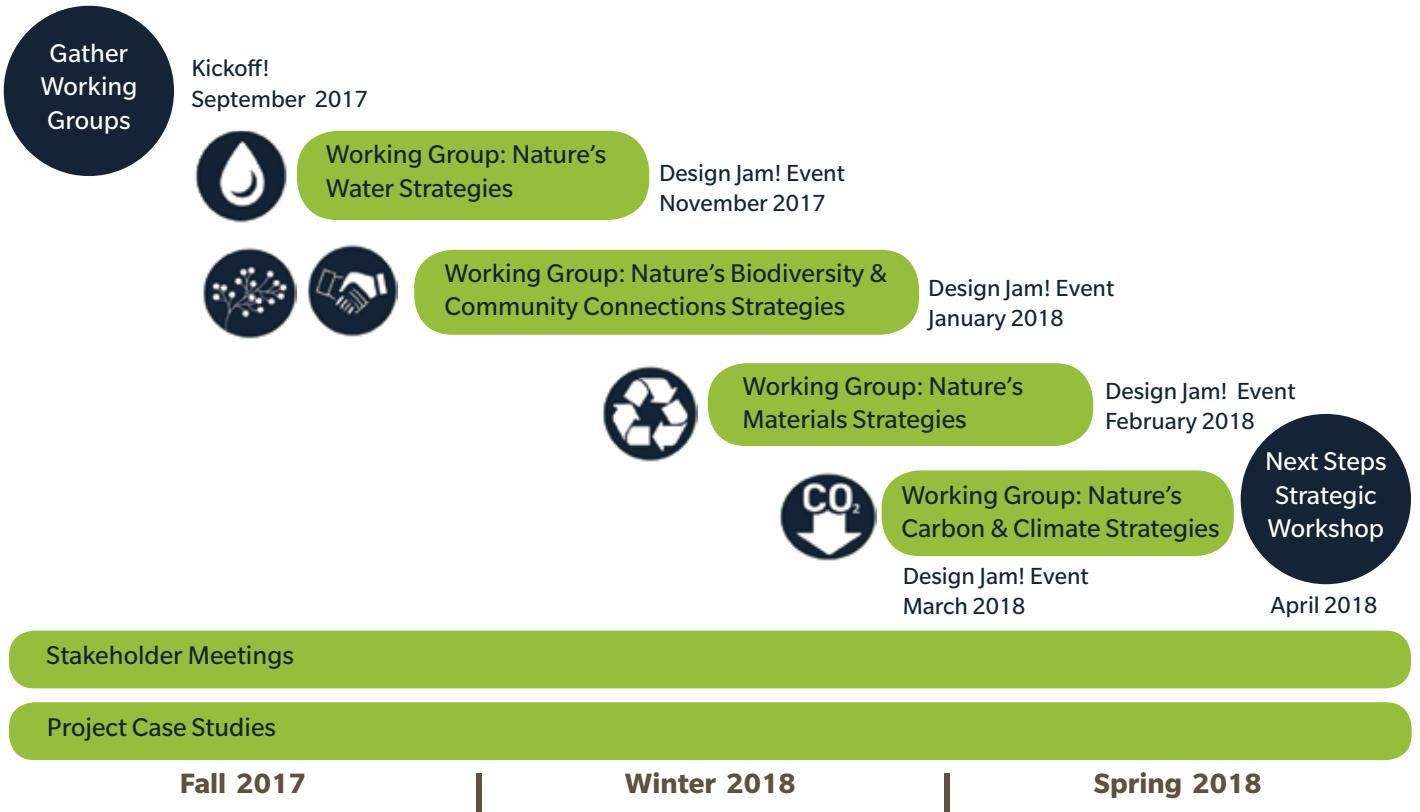 Gather
Working
Groups
Kickoff!
September 2017
Working Group: Nature's
Water Strategies
Design Jam! Event
November 2017
Working Group: Nature's Biodiversity &
Community Connections Strategies
Design Jam! Event
January 2018
Working Group: Nature's
Materials Strategies
Design Jam! Event
February 2018
CO₂
Working Group: Nature's
Carbon & Climate Strategies
Design Jam! Event
March 2018
Next Steps
Strategic
Workshop
April 2018
Stakeholder Meetings
Project Case Studies
Fall 2017
Winter 2018
Spring 2018